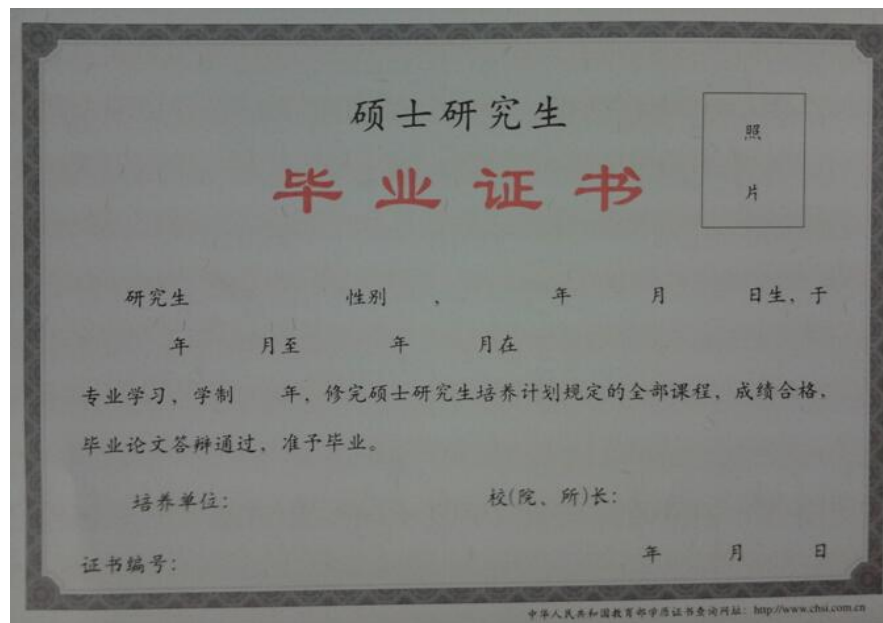 硕士研究生
照
片
毕业证书
研究生 性别 , 年 月 日生，于
年 月至 年 月在
专业学习，学制 年，修完硕士研究生培养计划规定的全部课程，成绩合格，
毕业论文答辩通过，准予毕业。
培养单位： 校(院、所)长：
证书编号： 年 月 日
中华人民共和国教育部学历证书查询网址：http://www.chsi.com.cn